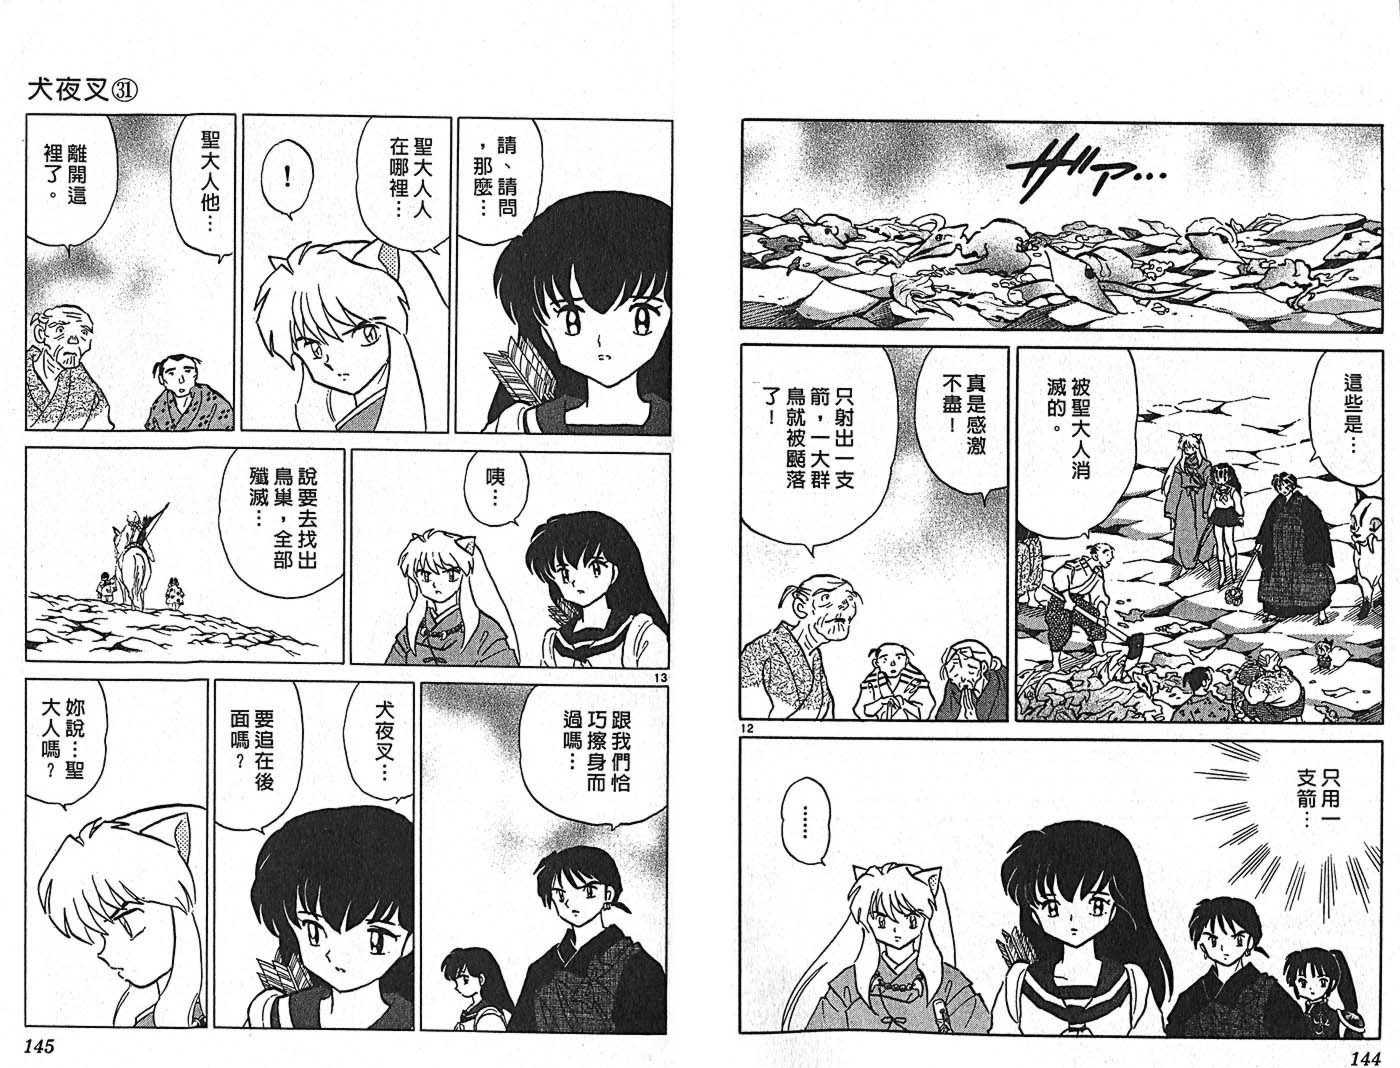 ザザァ…
這些是…
被聖大人消
滅的。
真是感激
不盡！
只射出一支
箭，一大群
鳥就被颳落
了！
12
只用一
支箭…
……
144
犬夜叉㉛
請、請問
，那麼…
聖大人人
在哪裡…
！
聖大人他…
離開這
裡了。
咦…
說要去找出
鳥巢，全部
殲滅…
13
跟我們恰
巧擦身而
過嗎…
犬夜叉…
要追在後
面嗎？
妳說…聖
大人嗎？
145